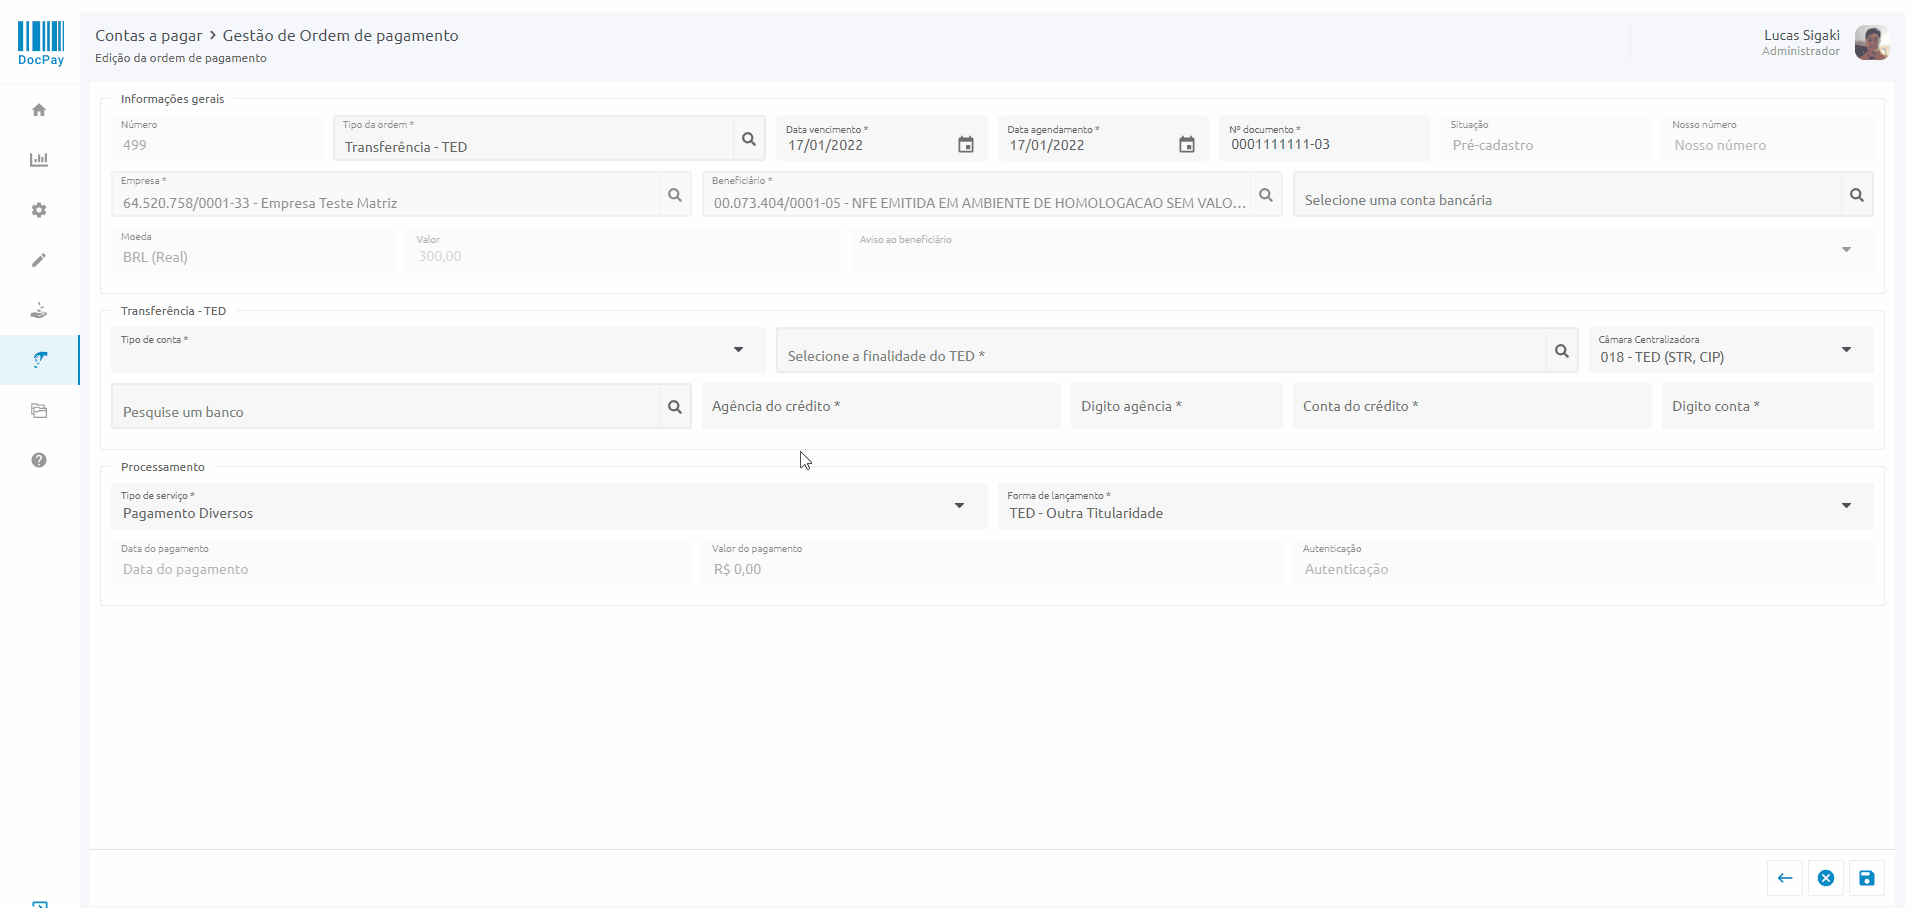 DocPay
Contas a pagar > Gestão de Ordem de pagamento
Edição da ordem de pagamento
Lucas Sigaki
Administrador
Informações gerais
Número
499
Tipo da ordem *
Transferência - TED
Data vencimento *
17/01/2022
Data agendamento *
17/01/2022
Nº documento *
0001111111-03
Situação
Pré-cadastro
Nosso número
Nosso número
Empresa *
64.520.758/0001-33 - Empresa Teste Matriz
Beneficiário *
00.073.404/0001-05 - NFE EMITIDA EM AMBIENTE DE HOMOLOGACAO SEM VALO...
Selecione uma conta bancária
Moeda
BRL (Real)
Valor
300,00
Aviso ao beneficiário
Transferência - TED
Tipo de conta *
Selecione a finalidade do TED *
Câmara Centralizadora
018 - TED (STR, CIP)
Pesquise um banco
Agência do crédito *
Digito agência *
Conta do crédito *
Digito conta *
Processamento
Tipo de serviço *
Pagamento Diversos
Forma de lançamento *
TED - Outra Titularidade
Data do pagamento
Data do pagamento
Valor do pagamento
R$ 0,00
Autenticação
Autenticação